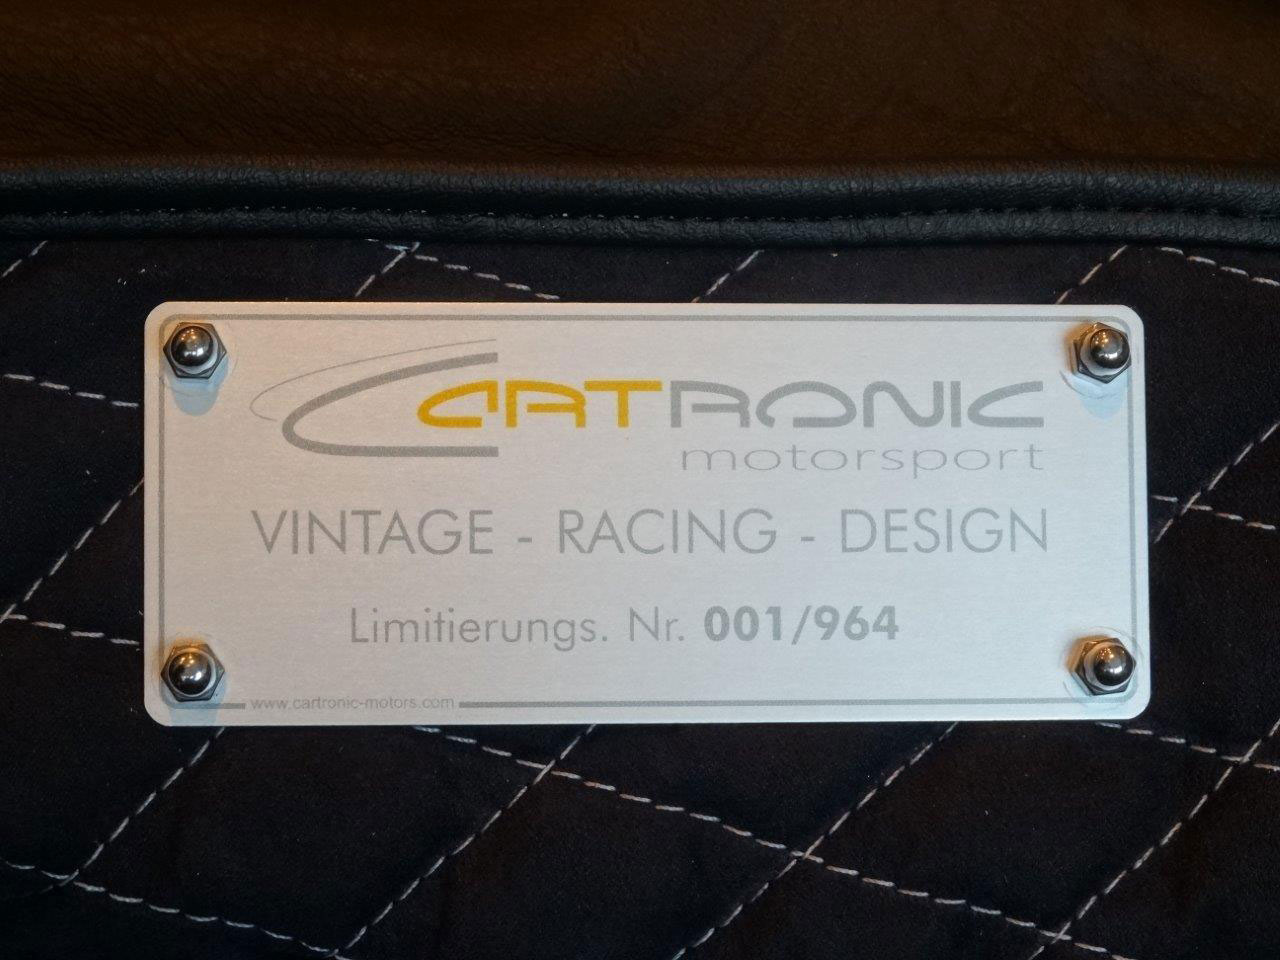 CARTRONIC
motorsport
VINTAGE - RACING - DESIGN
Limitierungs. Nr. 001/964
www.cartronic-motors.com